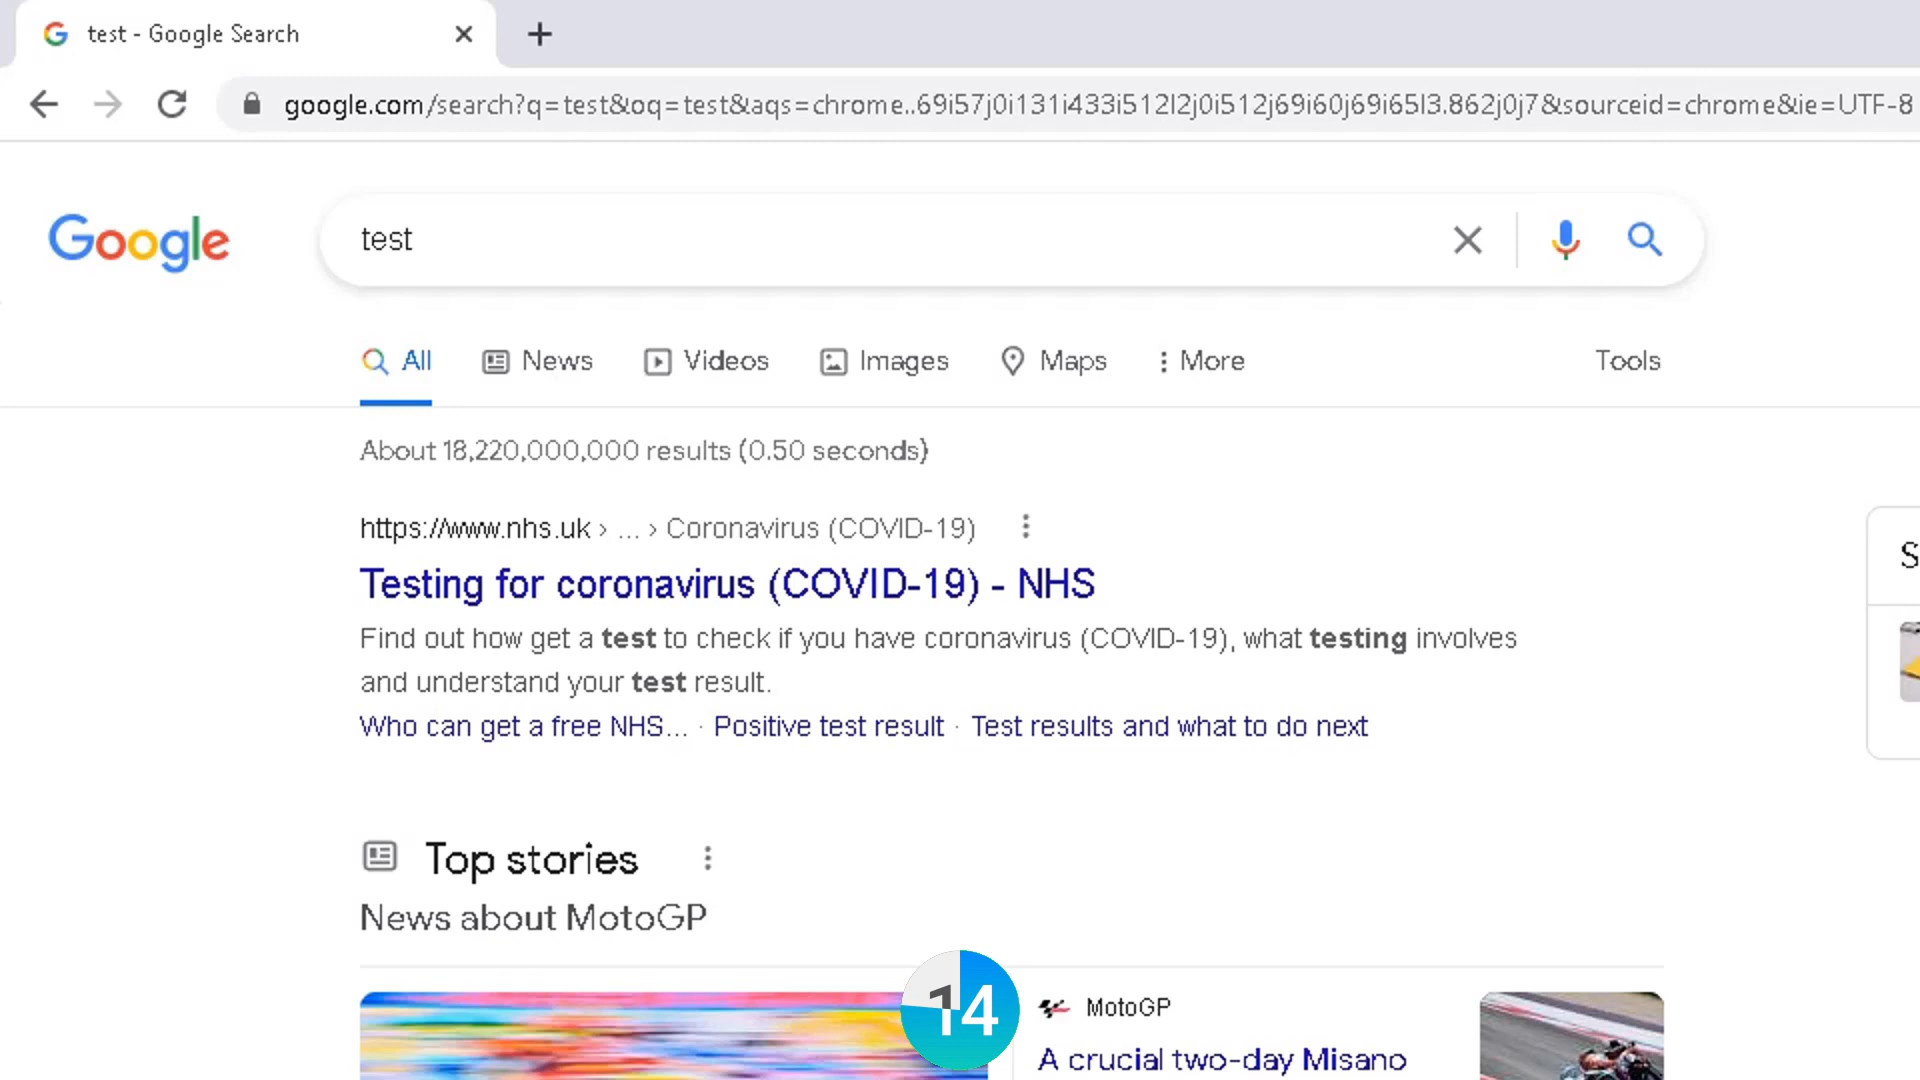 test - Google Search
google.com/search?q=test&oq=test&aqs=chrome..69i57j0i131i433i512l2j0i512j69i60j69i65l3.862j0j7&sourceid=chrome&ie=UTF-8
Google
test
All News Videos Images Maps More Tools
About 18,220,000,000 results (0.50 seconds)
https://www.nhs.uk › ... › Coronavirus (COVID-19)
Testing for coronavirus (COVID-19) - NHS
Find out how get a test to check if you have coronavirus (COVID-19), what testing involves
and understand your test result.
Who can get a free NHS... · Positive test result · Test results and what to do next
S
Top stories
News about MotoGP
14
MotoGP
A crucial two-day Misano